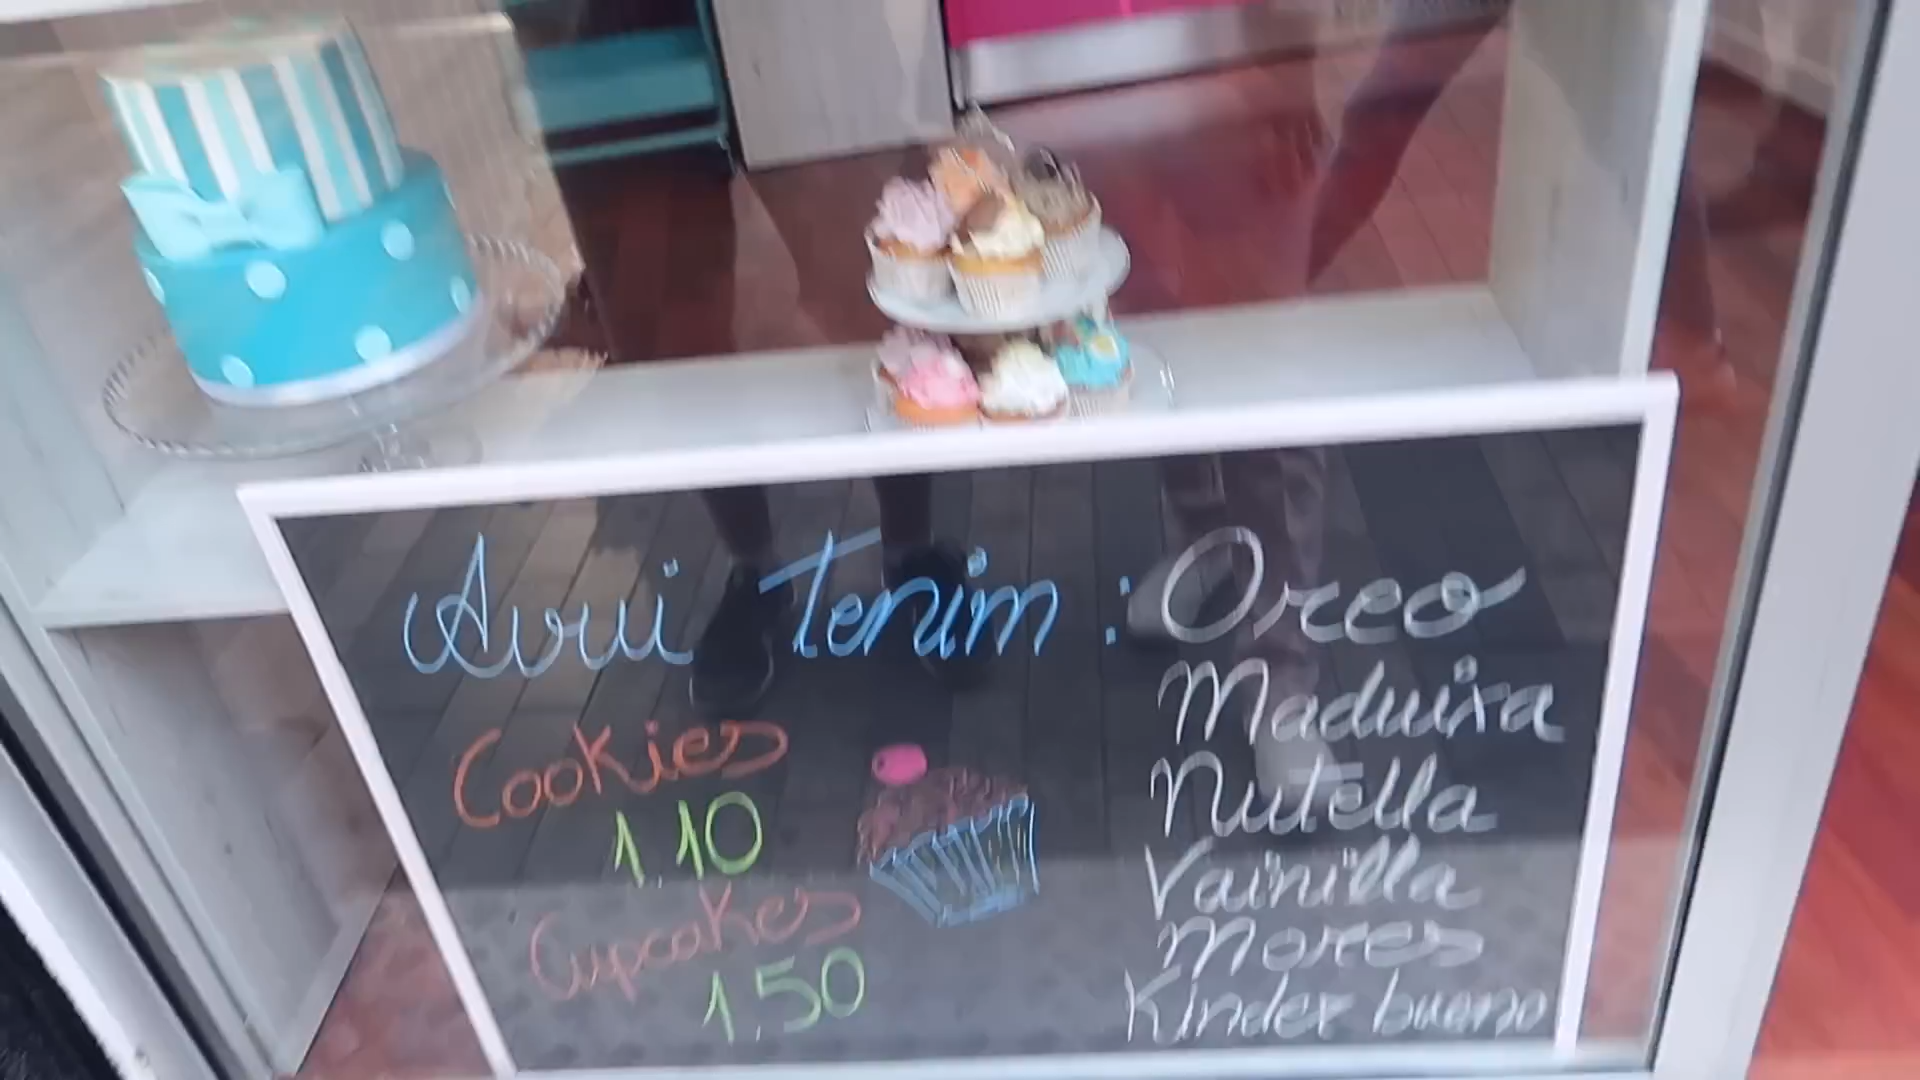 Avui Tenim :
Cookies
1.10
Cupcakes
1.50
Oreo
Maduixa
Nutella
Vainilla
Mores
Kinder bueno